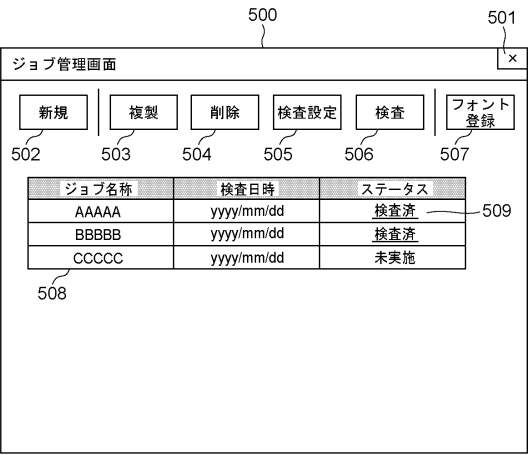 500
501
ジョブ管理画面
×
新規
複製
削除
検査設定
検査
フォント
登録
502
503
504
505
506
507
ジョブ名称 検査日時 ステータス
AAAAA yyyy/mm/dd 検査済
509
BBBBB yyyy/mm/dd 検査済
CCCCC yyyy/mm/dd 未実施
508